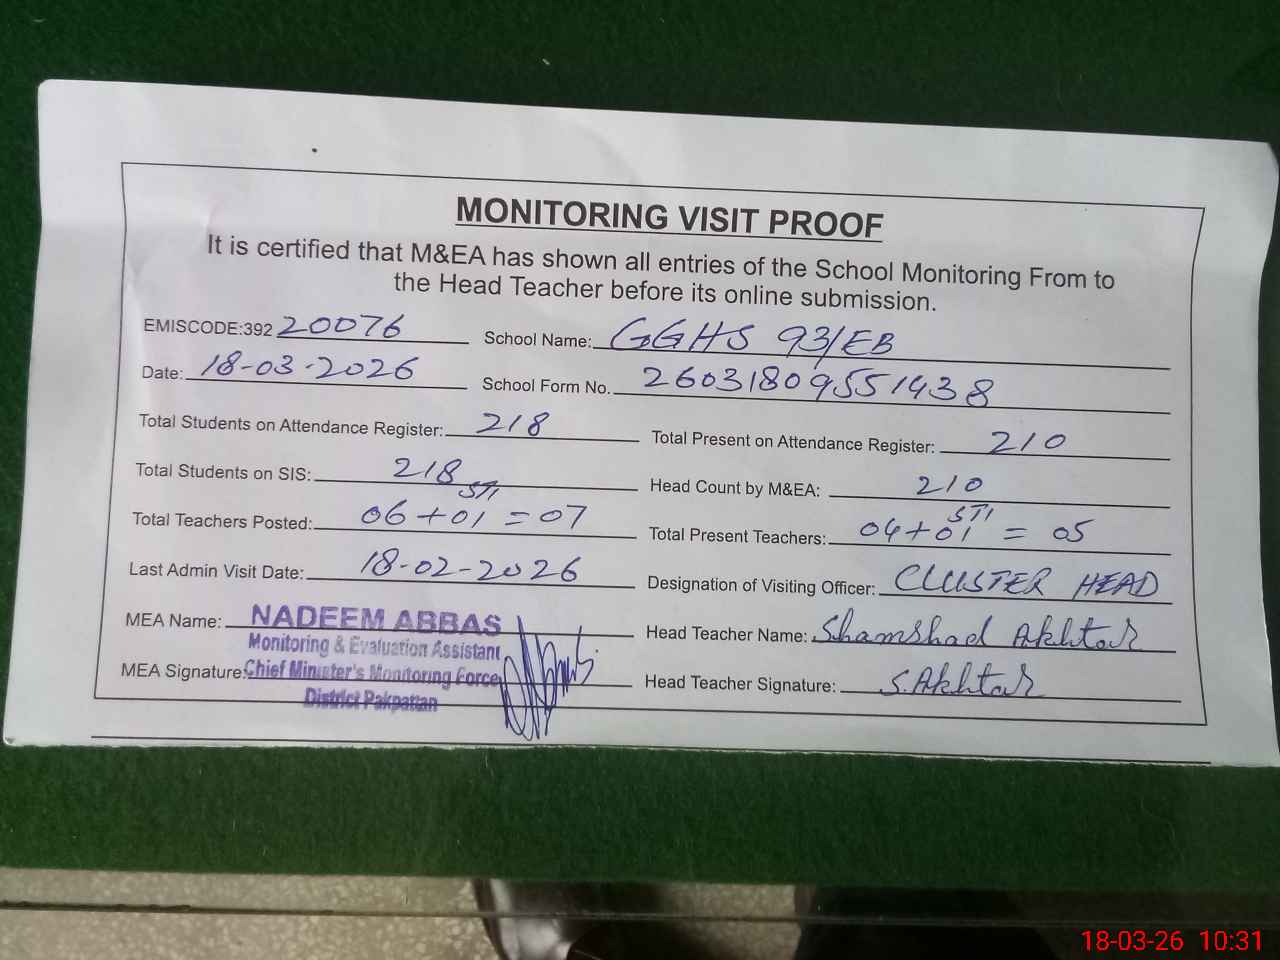 MONITORING VISIT PROOF
It is certified that M&EA has shown all entries of the School Monitoring From to
the Head Teacher before its online submission.
EMISCODE:392 20076 School Name: GGHS 93/EB
Date: 18-03-2026 School Form No. 26031809551438
Total Students on Attendance Register: 218 Total Present on Attendance Register: 210
Total Students on SIS: 218 Head Count by M&EA: 210
STI STI
Total Teachers Posted: 06+01=07 Total Present Teachers: 04+01 = 05
Last Admin Visit Date: 18-02-2026 Designation of Visiting Officer: CLUSTER HEAD
MEA Name: NADEEM ABBAS Head Teacher Name: Shamshad Akhtar
Monitoring & Evaluation Assistant
MEA Signature: Chief Minister's Monitoring Force Head Teacher Signature: S.Akhtar
District Pakpattan
18-03-26 10:31